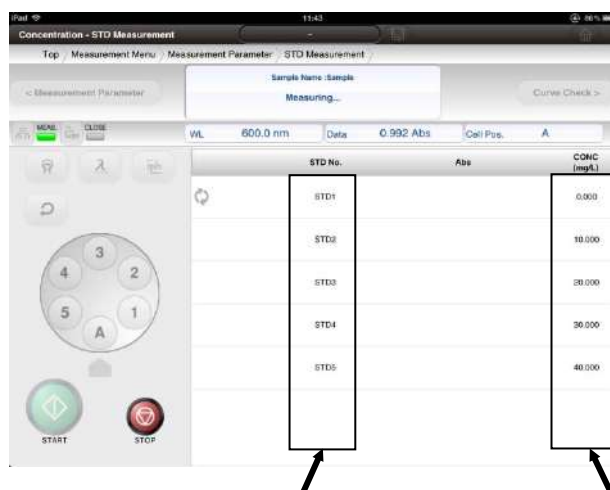 iPad 11:43 86%
Concentration - STD Measurement -
Top / Measurement Menu / Measurement Parameter / STD Measurement /
< Measurement Parameter
Sample Name :Sample
Measuring...
Curve Check >
MEAS. CLOSE
WL 600.0 nm Data 0.992 Abs Cell Pos. A
STD No. Abs CONC
(mg/L)
STD1 0.000
STD2 10.000
STD3 20.000
STD4 30.000
STD5 40.000
3
4 2
5 1
A
START STOP